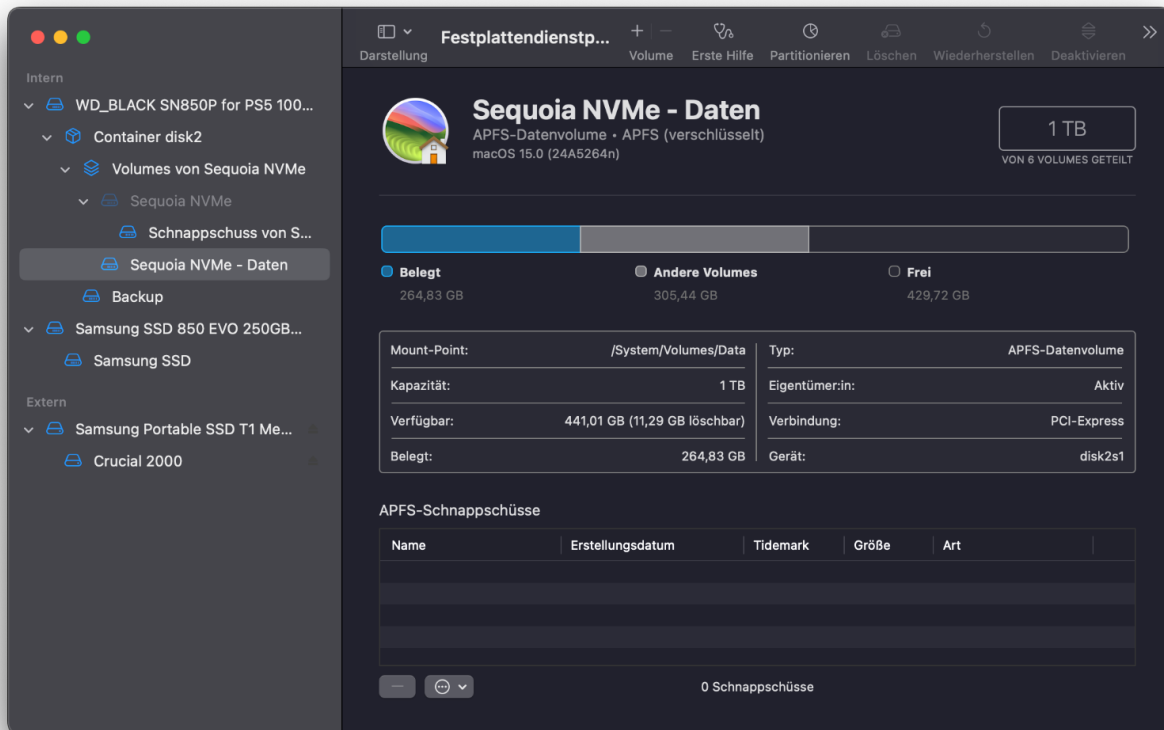 Festplattendienstp...
Darstellung
Volume
Erste Hilfe
Partitionieren
Löschen
Wiederherstellen
Deaktivieren
Intern
WD_BLACK SN850P for PS5 100...
Container disk2
Volumes von Sequoia NVMe
Sequoia NVMe
Schnappschuss von S...
Sequoia NVMe - Daten
Backup
Samsung SSD 850 EVO 250GB...
Samsung SSD
Extern
Samsung Portable SSD T1 Me...
Crucial 2000
Sequoia NVMe - Daten
APFS-Datenvolume • APFS (verschlüsselt)
macOS 15.0 (24A5264n)
1 TB
VON 6 VOLUMES GETEILT
Belegt
264,83 GB
Andere Volumes
305,44 GB
Frei
429,72 GB
Mount-Point: /System/Volumes/Data
Kapazität: 1 TB
Verfügbar: 441,01 GB (11,29 GB löschbar)
Belegt: 264,83 GB
Typ: APFS-Datenvolume
Eigentümer:in: Aktiv
Verbindung: PCI-Express
Gerät: disk2s1
APFS-Schnappschüsse
Name Erstellungsdatum Tidemark Größe Art
0 Schnappschüsse